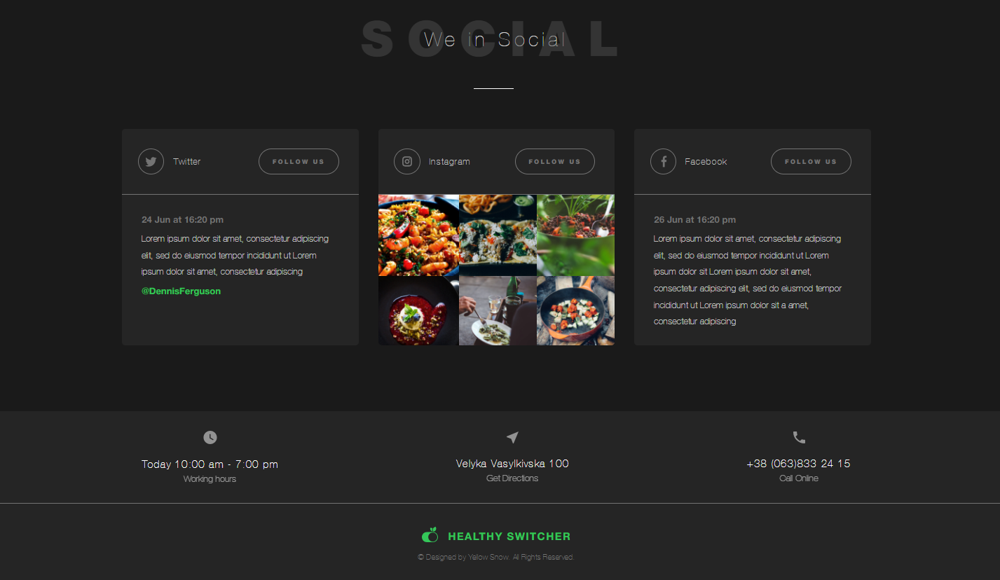 SOCIAL
We in Social
Twitter
FOLLOW US
24 Jun at 16:20 pm
Lorem ipsum dolor sit amet, consectetur adipiscing
elit, sed do eiusmod tempor incididunt ut Lorem
ipsum dolor sit amet, consectetur adipiscing
@DennisFerguson
Instagram
FOLLOW US
Facebook
FOLLOW US
26 Jun at 16:20 pm
Lorem ipsum dolor sit amet, consectetur adipiscing
elit, sed do eiusmod tempor incididunt ut Lorem
ipsum dolor sit Lorem ipsum dolor sit amet,
consectetur adipiscing elit, sed do eiusmod tempor
incididunt ut Lorem ipsum dolor sit a amet,
consectetur adipiscing
Today 10:00 am - 7:00 pm
Working hours
Velyka Vasylkivska 100
Get Directions
+38 (063)833 24 15
Call Online
HEALTHY SWITCHER
© Designed by Yellow Snow. All Rights Reserved.